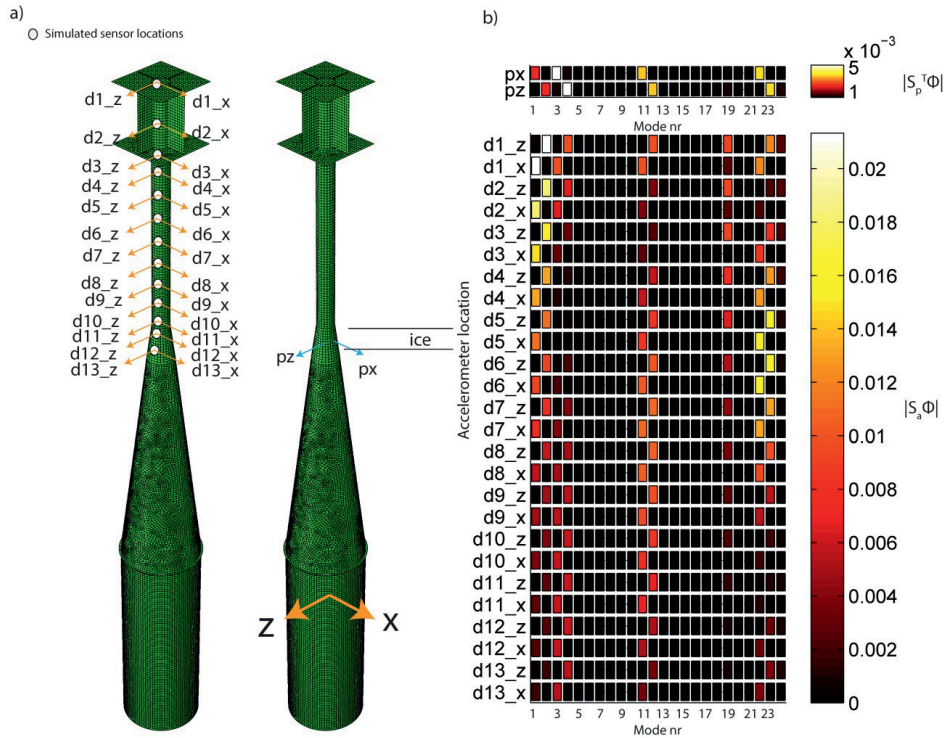 a)
Simulated sensor locations
d1_z
d1_x
d2_z
d2_x
d3_z
d3_x
d4_z
d4_x
d5_z
d5_x
d6_z
d6_x
d7_z
d7_x
d8_z
d8_x
d9_z
d9_x
d10_z
d10_x
d11_z
d11_x
d12_z
d12_x
d13_z
d13_x
ice
pz
px
z
x
b)
px
pz
1 3 5 7 9 11 13 15 17 19 21 23
Mode nr
x 10⁻³
5
1
|SₚᵀΦ|
Accelerometer location
d1_z
d1_x
d2_z
d2_x
d3_z
d3_x
d4_z
d4_x
d5_z
d5_x
d6_z
d6_x
d7_z
d7_x
d8_z
d8_x
d9_z
d9_x
d10_z
d10_x
d11_z
d11_x
d12_z
d12_x
d13_z
d13_x
1 3 5 7 9 11 13 15 17 19 21 23
Mode nr
0.02
0.018
0.016
0.014
0.012
0.01
0.008
0.006
0.004
0.002
0
|SₐΦ|